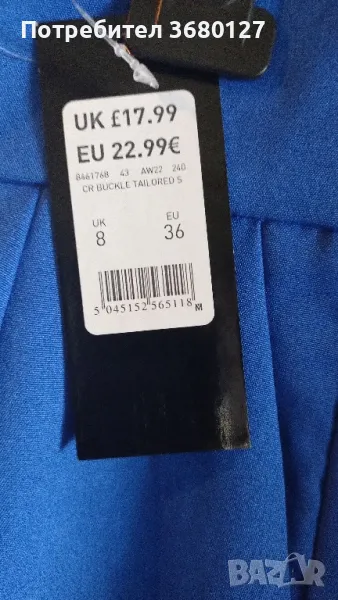 Потребител 3680127
UK £17.99
EU 22.99€
8461768 43 AW22 240
CR BUCKLE TAILORED S
UK EU
8 36
5 045152 565118 M
BAZAR